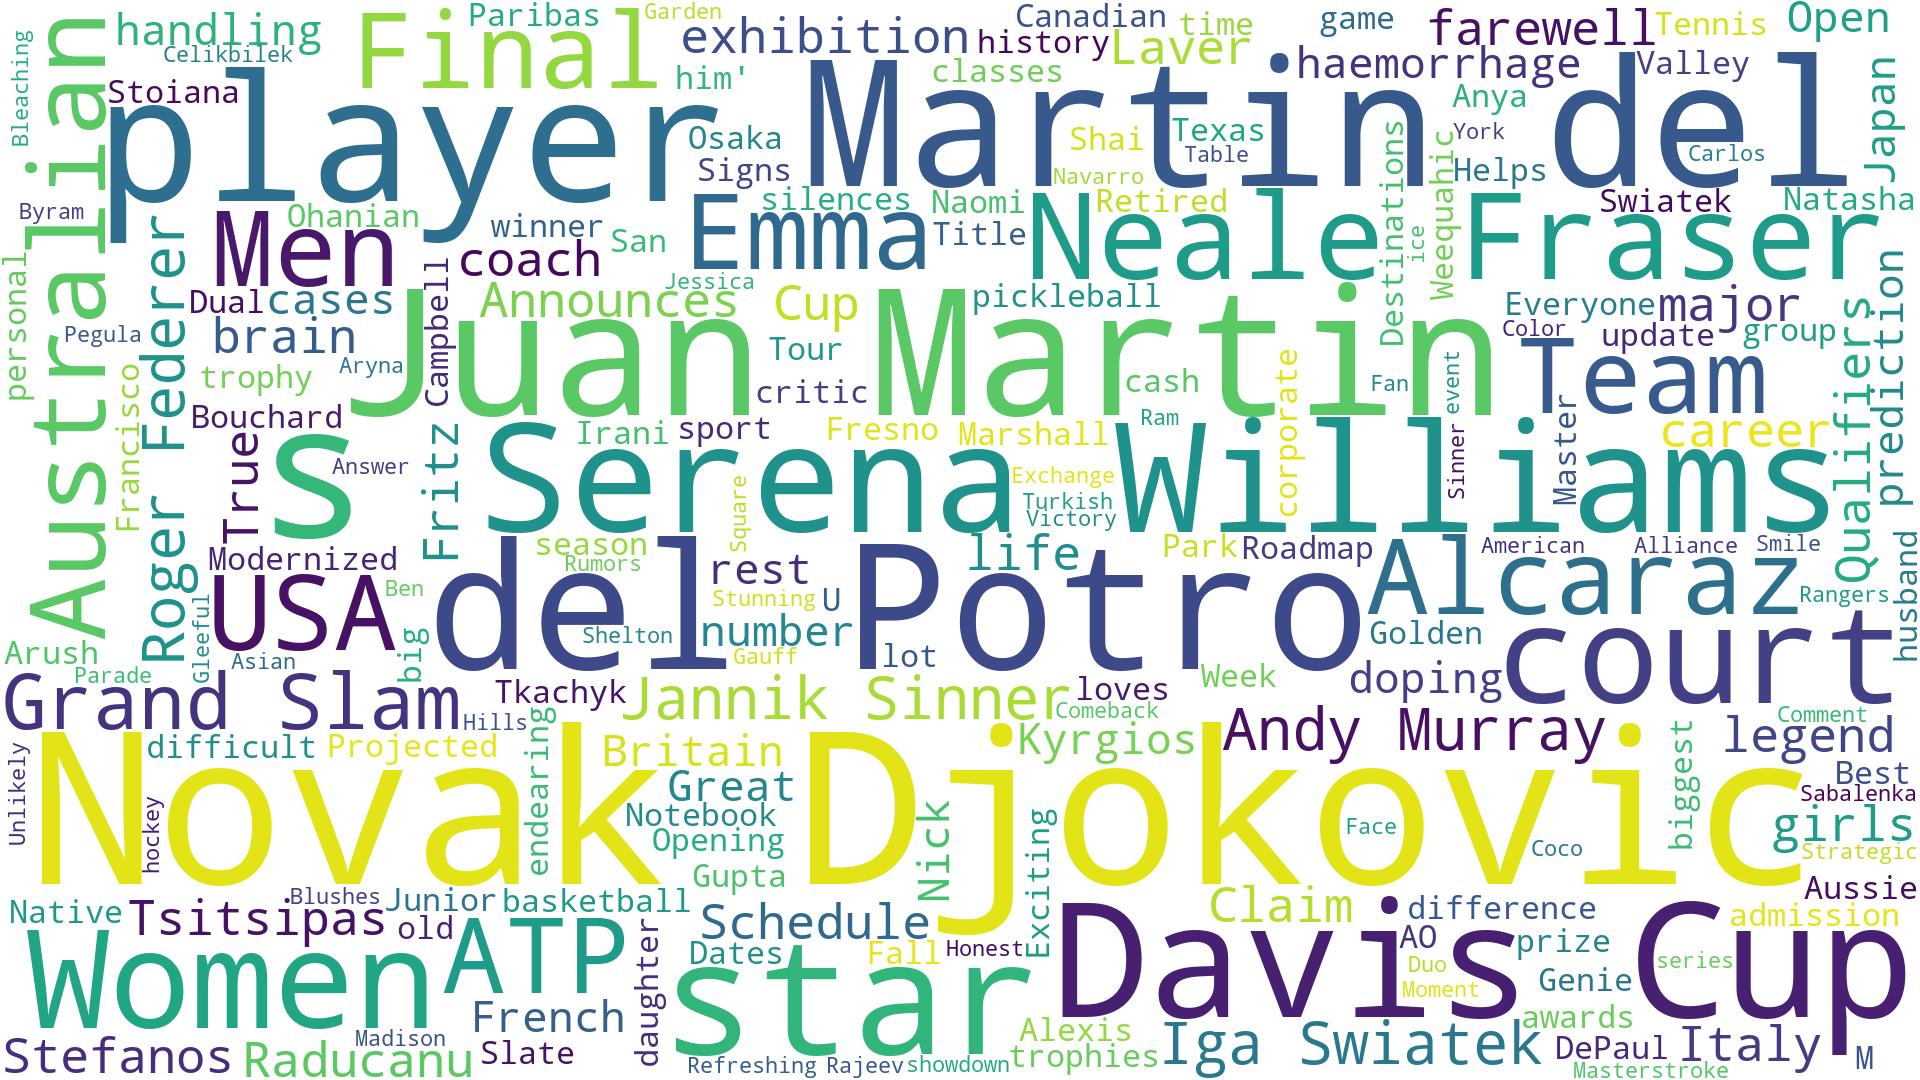 handling
Final
Paribas
Garden
exhibition
history
Canadian
Laver
time
game
farewell
Tennis
Open
Bleaching
Celikbilek
Stoiana
him'
classes
haemorrhage
Valley
Anya
Japan
Australian
player
Martin del
Osaka
Signs
Shai
Texas
Table
Navarro
Destinations
Weequahic
York
Helps
Carlos
Byram
Ohanian
Men
winner
coach
San
Emma
silences
Naomi
Title
Neale Fraser
Retired
ice
Swiatek
Natasha
personal
Roger Federer
Dual
cases
Campbell
Announces
Jessica
Cup
pickleball
Everyone
major
Pegula
brain
Juan Martin
Tour
Color
update
group
Qualifiers
prediction
Francisco
trophy
Aryna
critic
cash
corporate
Fan
event
Team
Bouchard
True
s
Answer
Fritz
Irani
sport
Fresno
Marshall
Ram
Serena Williams
Exchange
Turkish
Victory
Square
Sinner
Master
career
Modernized
season
Rumors
rest
life
Park
Roadmap
American
Alliance
Smile
USA
Ben
del Potro
Stunning
U
Alcaraz
Rangers
husband
Gleeful
Arush
Asian
big
Shelton
number
Gauff
lot
Golden
court
Parade
Grand Slam
Hills
Tkachyk
Jannik Sinner
loves
Comeback
Week
doping
Comment
Unlikely
difficult
Projected
endearing
Britain
Kyrgios
Andy Murray
biggest
legend
Novak Djokovic
hockey
Great
Notebook
Opening
Nick
Exciting
Face
Coco
Best
Sabalenka
girls
Strategic
Gupta
Blushes
Junior
basketball
Native
Tsitsipas
old
Schedule
Claim
difference
Aussie
admission
Women
ATP
daughter
Dates
Fall
Honest
star
Davis Cup
AO
prize
Duo
Moment
Genie
series
French
Madison
Slate
Alexis
trophies
awards
Stefanos
Raducanu
Refreshing
Rajeev
showdown
Iga Swiatek
DePaul
Masterstroke
Italy
M